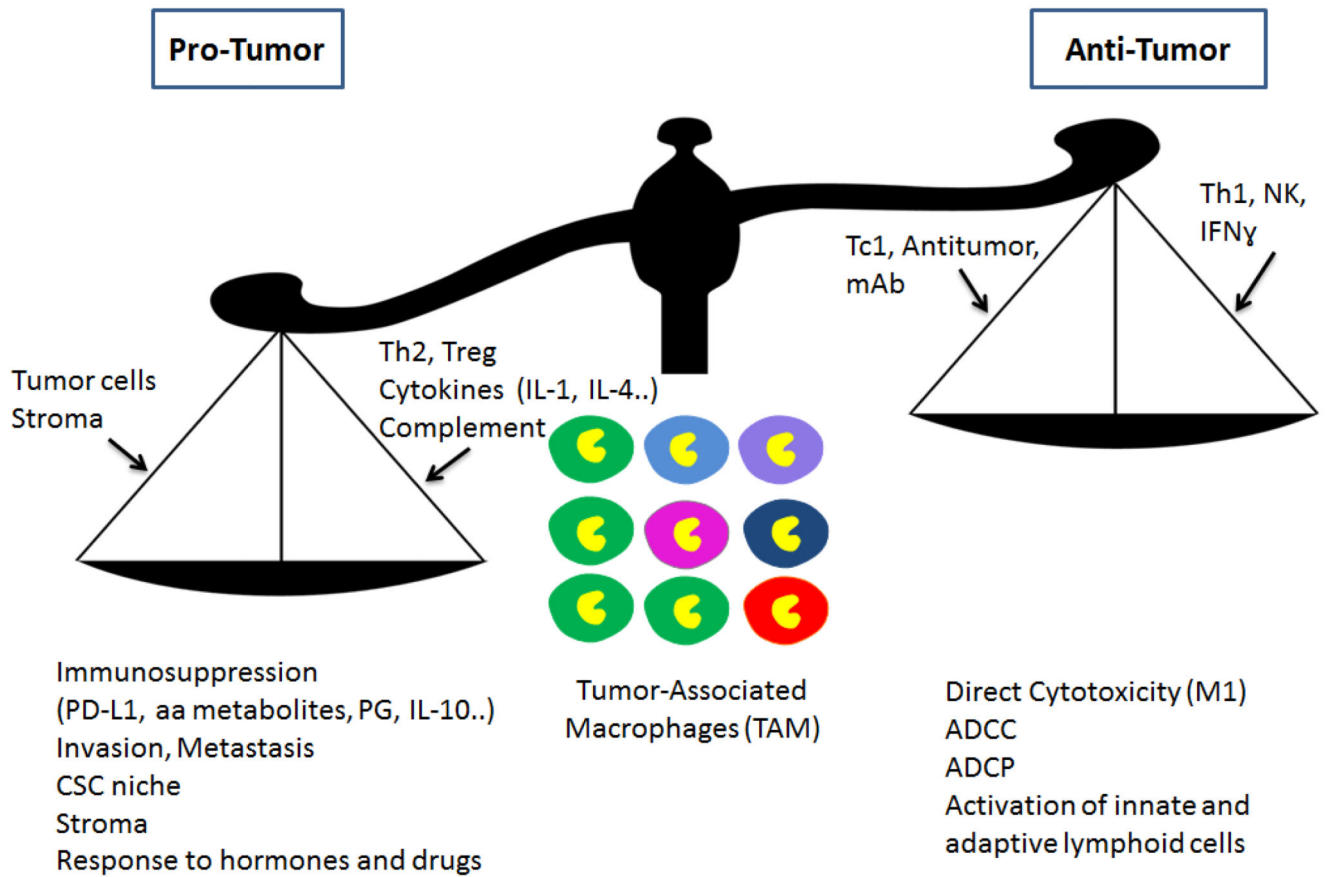 Pro-Tumor
Anti-Tumor
Th1, NK,
IFNɣ
Tc1, Antitumor,
mAb
Th2, Treg
Cytokines (IL-1, IL-4..)
Complement
Tumor cells
Stroma
Immunosuppression
(PD-L1, aa metabolites, PG, IL-10..)
Invasion, Metastasis
CSC niche
Stroma
Response to hormones and drugs
Tumor-Associated
Macrophages (TAM)
Direct Cytotoxicity (M1)
ADCC
ADCP
Activation of innate and
adaptive lymphoid cells